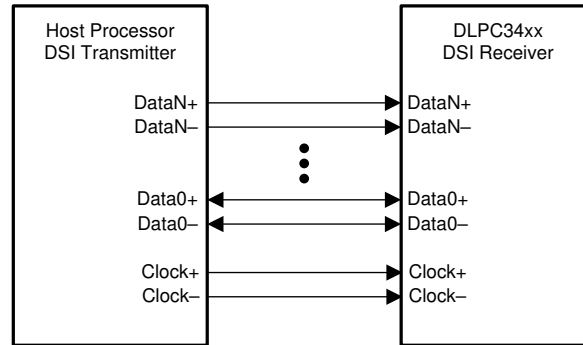 Host Processor
DSI Transmitter
DLPC34xx
DSI Receiver
DataN+ DataN+
DataN– DataN–
Data0+ Data0+
Data0– Data0–
Clock+ Clock+
Clock– Clock–